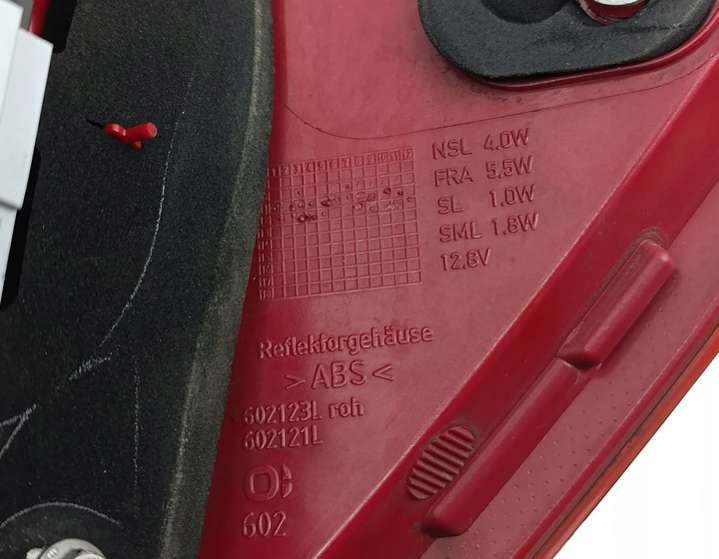 NSL 4.0W
FRA 5.5W
SL 1.0W
SML 1.8W
12.8V
Reflektorgehäuse
>ABS<
602123L roh
602121L
602